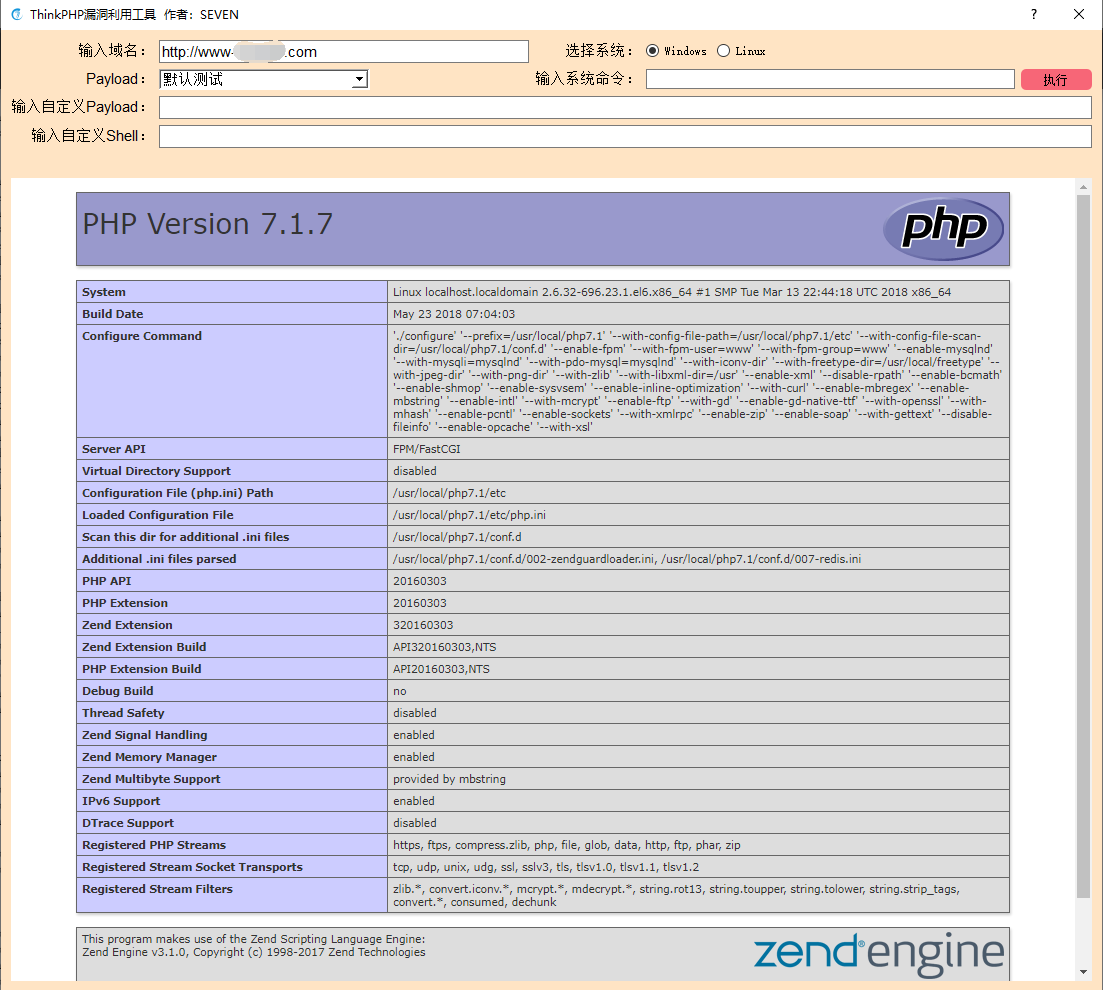 ThinkPHP漏洞利用工具 作者：SEVEN
输入域名： http://www- .com 选择系统： Windows Linux
Payload： 默认测试 输入系统命令： 执行
输入自定义Payload：
输入自定义Shell：
PHP Version 7.1.7 php
System Linux localhost.localdomain 2.6.32-696.23.1.el6.x86_64 #1 SMP Tue Mar 13 22:44:18 UTC 2018 x86_64
Build Date May 23 2018 07:04:03
Configure Command './configure' '--prefix=/usr/local/php7.1' '--with-config-file-path=/usr/local/php7.1/etc' '--with-config-file-scan-
dir=/usr/local/php7.1/conf.d' '--enable-fpm' '--with-fpm-user=www' '--with-fpm-group=www' '--enable-mysqlnd'
'--with-mysqli=mysqlnd' '--with-pdo-mysql=mysqlnd' '--with-iconv-dir' '--with-freetype-dir=/usr/local/freetype' '--
with-jpeg-dir' '--with-png-dir' '--with-zlib' '--with-libxml-dir=/usr' '--enable-xml' '--disable-rpath' '--enable-bcmath'
'--enable-shmop' '--enable-sysvsem' '--enable-inline-optimization' '--with-curl' '--enable-mbregex' '--enable-
mbstring' '--enable-intl' '--with-mcrypt' '--enable-ftp' '--with-gd' '--enable-gd-native-ttf' '--with-openssl' '--with-
mhash' '--enable-pcntl' '--enable-sockets' '--with-xmlrpc' '--enable-zip' '--enable-soap' '--with-gettext' '--disable-
fileinfo' '--enable-opcache' '--with-xsl'
Server API FPM/FastCGI
Virtual Directory Support disabled
Configuration File (php.ini) Path /usr/local/php7.1/etc
Loaded Configuration File /usr/local/php7.1/etc/php.ini
Scan this dir for additional .ini files /usr/local/php7.1/conf.d
Additional .ini files parsed /usr/local/php7.1/conf.d/002-zendguardloader.ini, /usr/local/php7.1/conf.d/007-redis.ini
PHP API 20160303
PHP Extension 20160303
Zend Extension 320160303
Zend Extension Build API320160303,NTS
PHP Extension Build API20160303,NTS
Debug Build no
Thread Safety disabled
Zend Signal Handling enabled
Zend Memory Manager enabled
Zend Multibyte Support provided by mbstring
IPv6 Support enabled
DTrace Support disabled
Registered PHP Streams https, ftps, compress.zlib, php, file, glob, data, http, ftp, phar, zip
Registered Stream Socket Transports tcp, udp, unix, udg, ssl, sslv3, tls, tlsv1.0, tlsv1.1, tlsv1.2
Registered Stream Filters zlib.*, convert.iconv.*, mcrypt.*, mdecrypt.*, string.rot13, string.toupper, string.tolower, string.strip_tags,
convert.*, consumed, dechunk
This program makes use of the Zend Scripting Language Engine:
Zend Engine v3.1.0, Copyright (c) 1998-2017 Zend Technologies
zend® engine